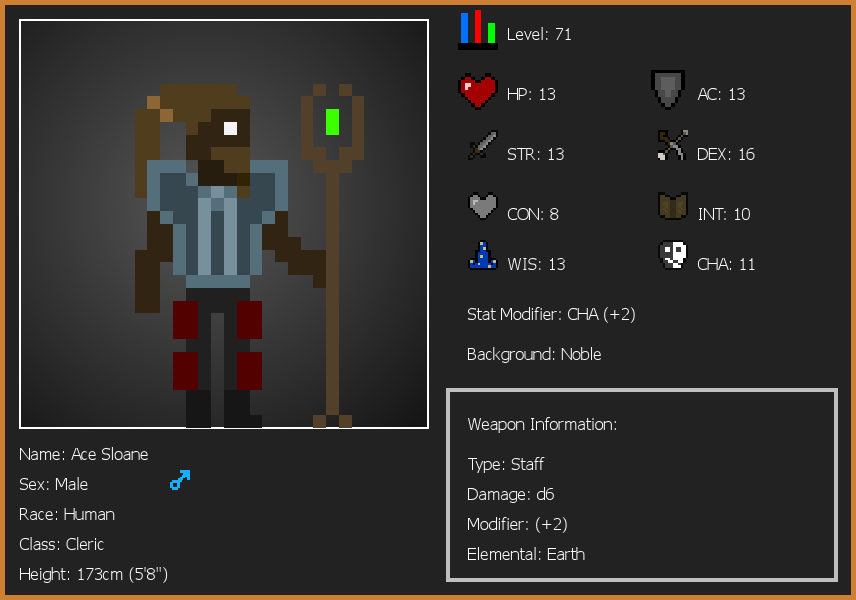 Level: 71
HP: 13
AC: 13
STR: 13
DEX: 16
CON: 8
INT: 10
WIS: 13
CHA: 11
Stat Modifier: CHA (+2)
Background: Noble
Weapon Information:
Type: Staff
Damage: d6
Modifier: (+2)
Elemental: Earth
Name: Ace Sloane
Sex: Male
Race: Human
Class: Cleric
Height: 173cm (5'8")